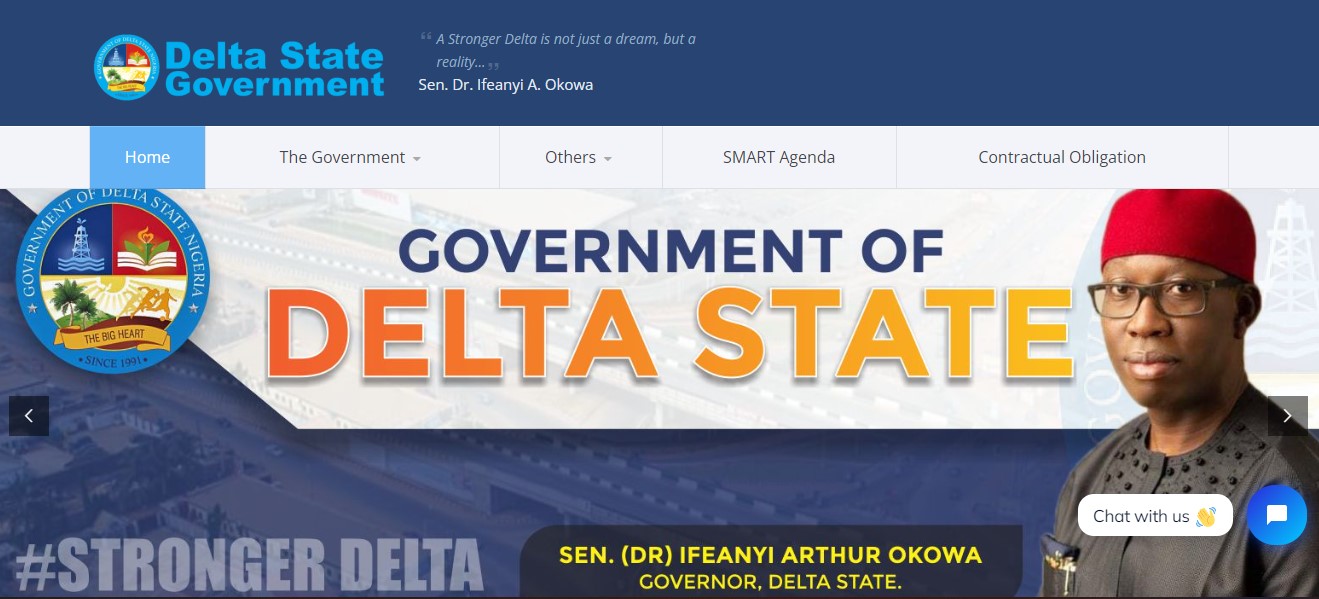 Delta State
Government
“ A Stronger Delta is not just a dream, but a
reality... ”
Sen. Dr. Ifeanyi A. Okowa
Home
The Government
Others
SMART Agenda
Contractual Obligation
GOVERNMENT OF DELTA STATE NIGERIA
THE BIG HEART
SINCE 1991
GOVERNMENT OF
DELTA STATE
Chat with us 👋
#STRONGER DELTA
SEN. (DR) IFEANYI ARTHUR OKOWA
GOVERNOR, DELTA STATE.